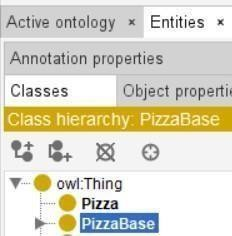 Active ontology × Entities ×
Annotation properties
Classes Object properti
Class hierarchy: PizzaBase
owl:Thing
Pizza
PizzaBase